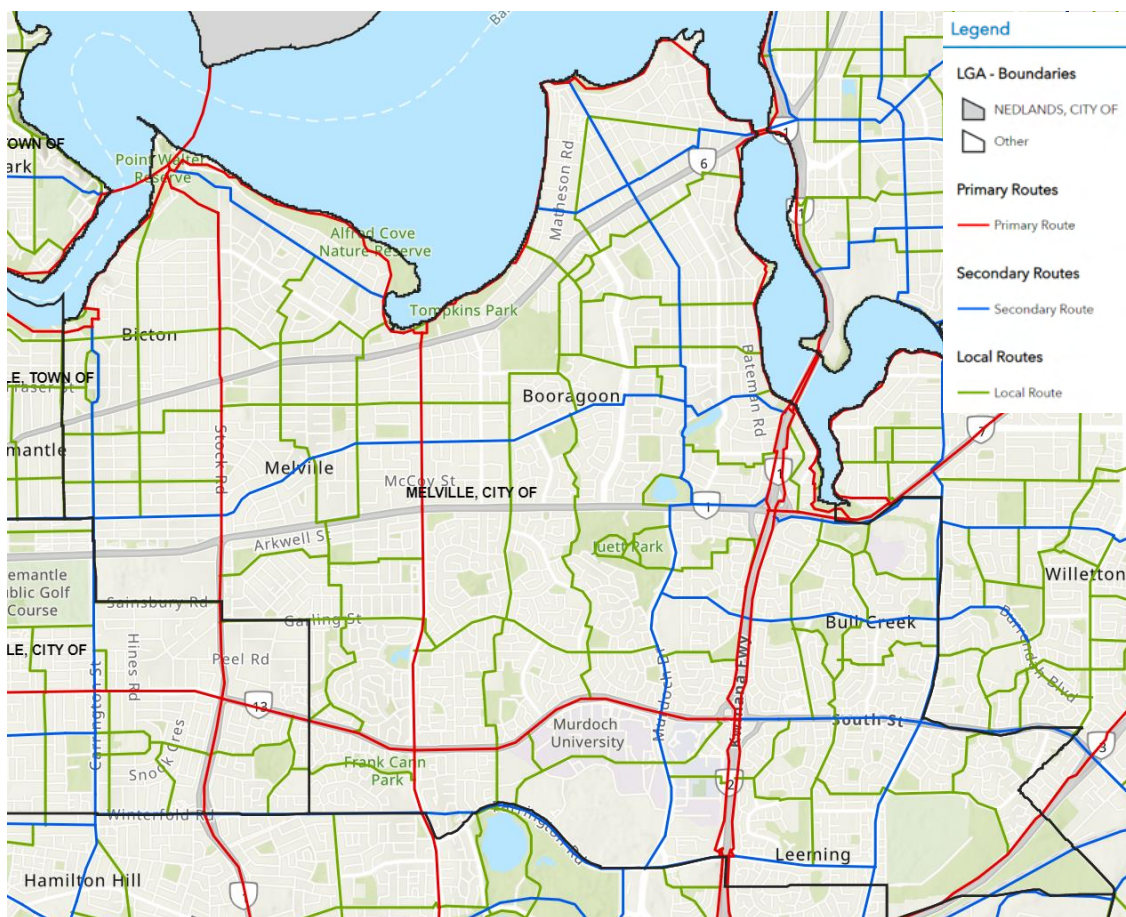 Legend
LGA - Boundaries
NEDLANDS, CITY OF
Other
Primary Routes
Primary Route
Secondary Routes
Secondary Route
Local Routes
Local Route
Ba
TOWN OF
ark
Point Walter
Reserve
Matheson Rd
6
1
1
Alfred Cove
Nature Reserve
Tompkins Park
Bicton
LE, TOWN OF
Fraser St
Booragoon
Bateman Rd
7
mantle
Stock Rd
Melville
McCoy St
MELVILLE, CITY OF
1
1
Arkwell St
Juett Park
emantle
ublic Golf
Course
Willetton
Sainsbury Rd
Garling St
Bull Creek
Burrendah Blvd
LE, CITY OF
Hines Rd
Peel Rd
Carrington St
13
Murdoch
University
Murdoch Dr
Kwinana Fwy
South St
3
Snook Cres
Frank Cann
Park
2
Winterfold Rd
Farrington Rd
Leeming
Hamilton Hill